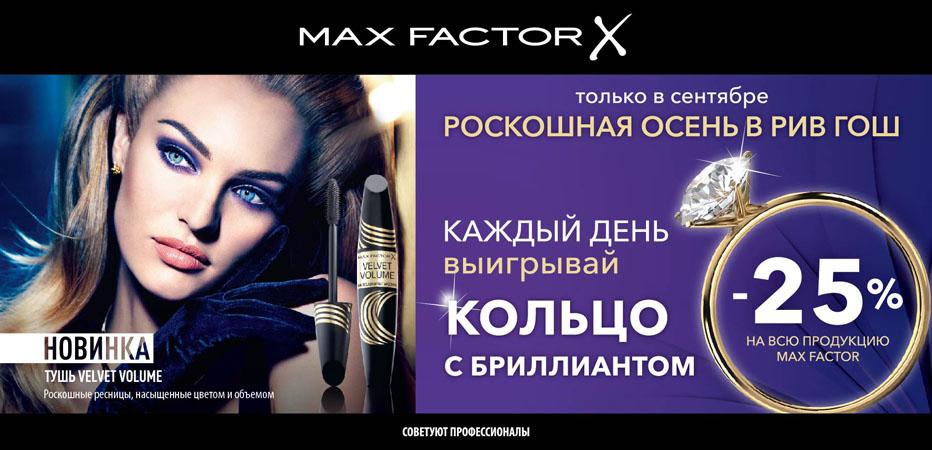 MAX FACTOR X
только в сентябре
РОСКОШНАЯ ОСЕНЬ В РИВ ГОШ
КАЖДЫЙ ДЕНЬ
выигрывай
КОЛЬЦО
С БРИЛЛИАНТОМ
-25%
НА ВСЮ ПРОДУКЦИЮ
MAX FACTOR
MAX FACTOR X
VELVET
VOLUME
НОВИНКА
ТУШЬ VELVET VOLUME
Роскошные ресницы, насыщенные цветом и объемом
СОВЕТУЮТ ПРОФЕССИОНАЛЫ